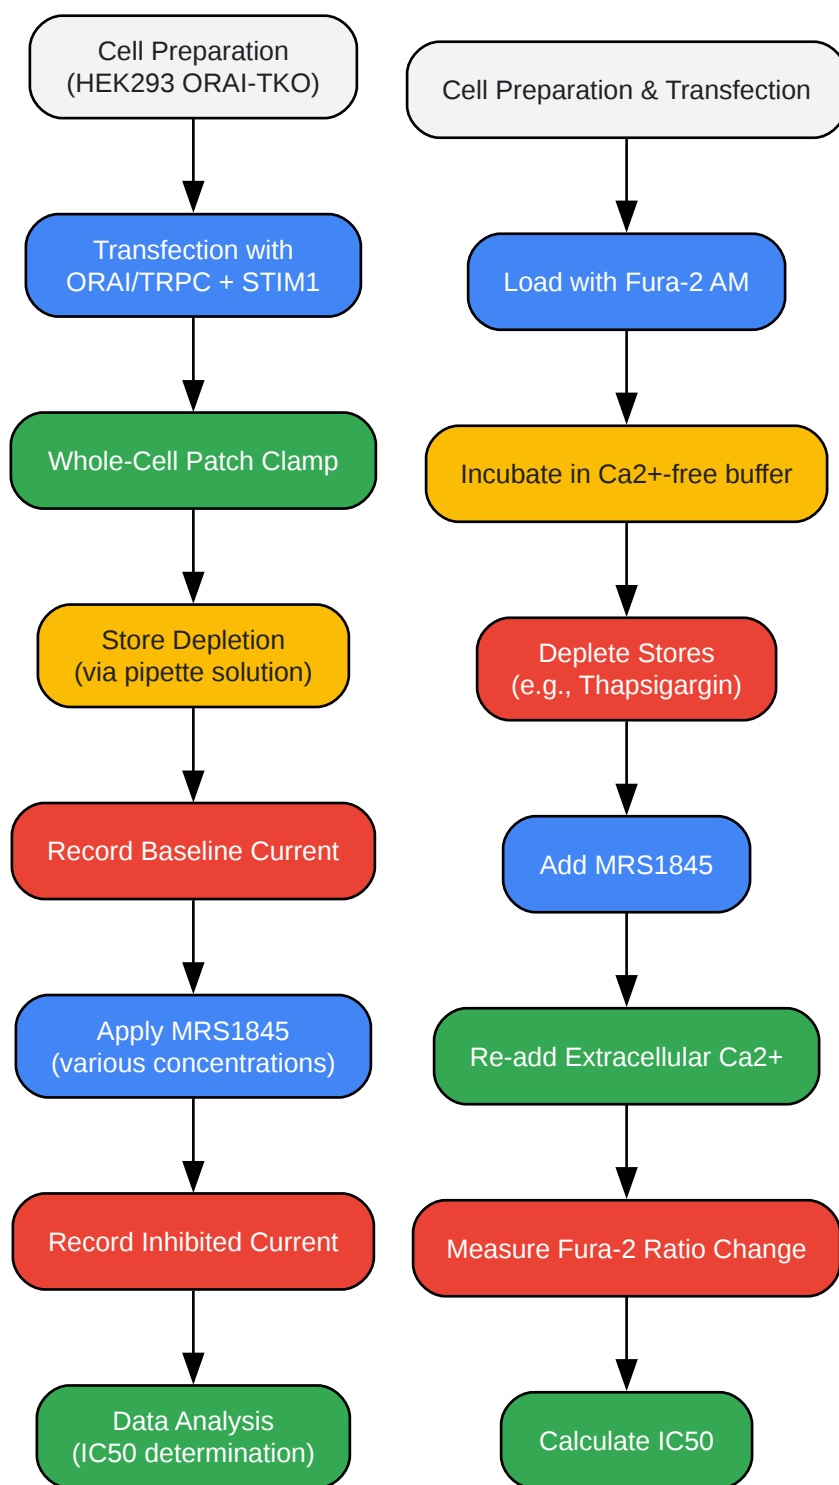 Cell Preparation
(HEK293 ORAI-TKO)
Transfection with
ORAI/TRPC + STIM1
Whole-Cell Patch Clamp
Store Depletion
(via pipette solution)
Record Baseline Current
Apply MRS1845
(various concentrations)
Record Inhibited Current
Data Analysis
(IC50 determination)
Cell Preparation & Transfection
Load with Fura-2 AM
Incubate in Ca2+-free buffer
Deplete Stores
(e.g., Thapsigargin)
Add MRS1845
Re-add Extracellular Ca2+
Measure Fura-2 Ratio Change
Calculate IC50